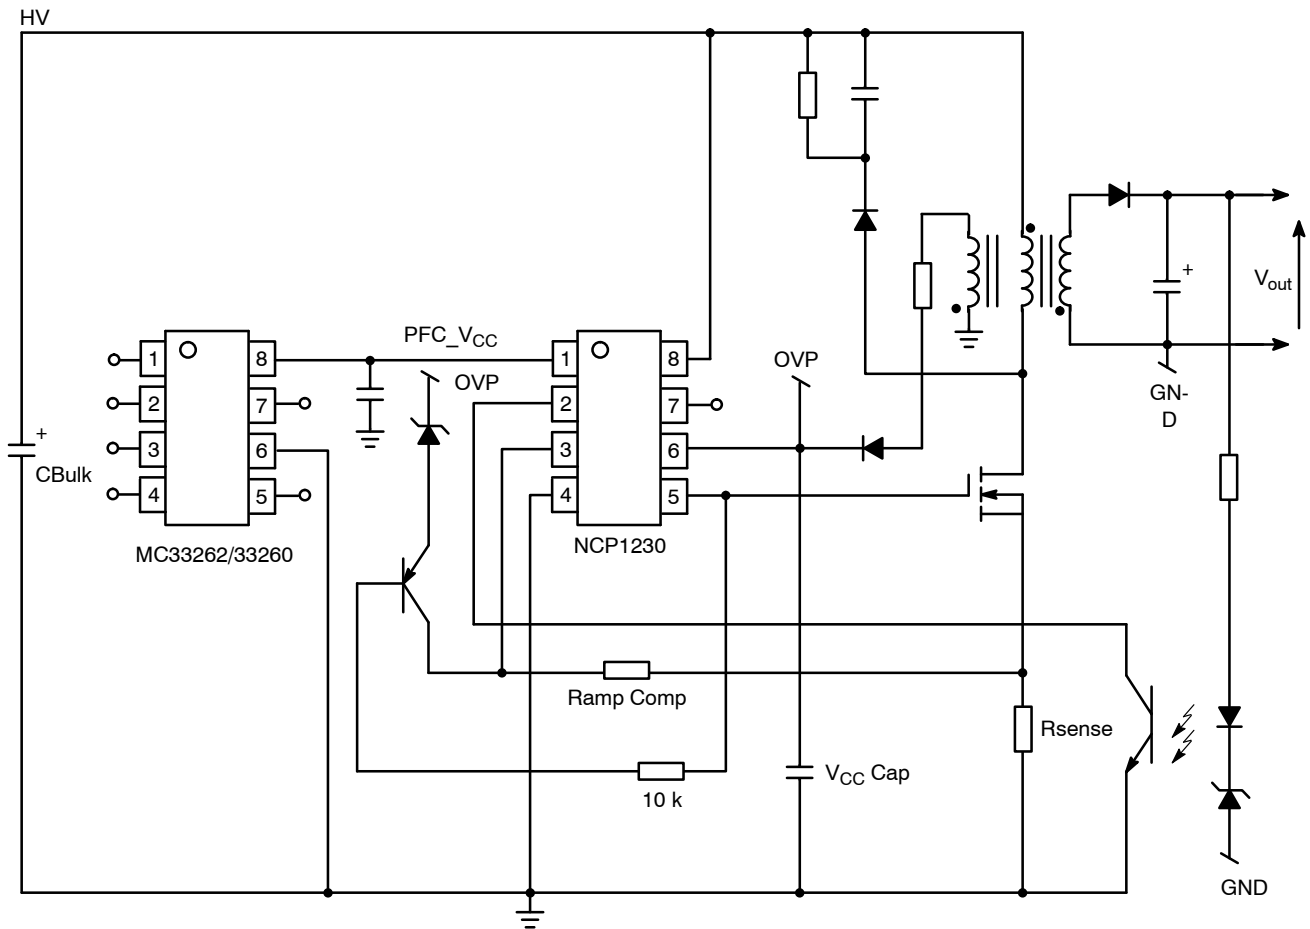 HV
PFC_VCC
OVP
OVP
1
2
3
4
8
7
6
5
1
2
3
4
8
7
6
5
+
CBulk
MC33262/33260
NCP1230
+
Vout
GN-
D
Ramp Comp
Rsense
10 k
VCC Cap
GND